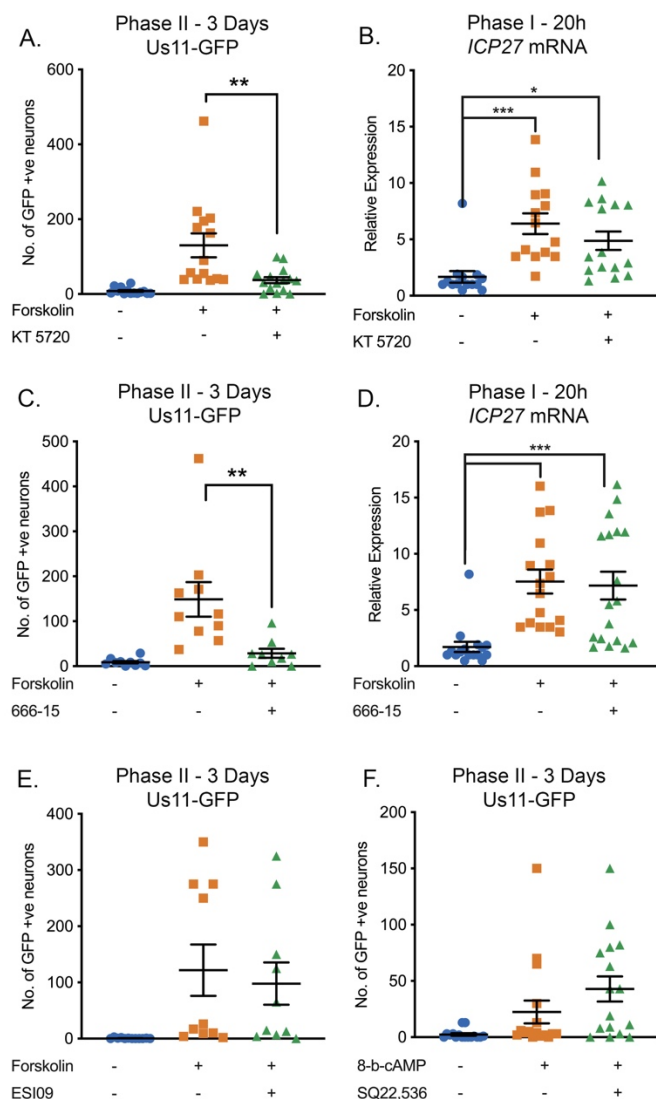 A.
Phase II - 3 Days
Us11-GFP
No. of GFP +ve neurons
600
400
200
0
**
Forskolin - + +
KT 5720 - - +
B.
Phase I - 20h
ICP27 mRNA
Relative Expression
20
15
10
5
0
*
***
Forskolin - + +
KT 5720 - - +
C.
Phase II - 3 Days
Us11-GFP
No. of GFP +ve neurons
500
400
300
200
100
0
**
Forskolin - + +
666-15 - - +
D.
Phase I - 20h
ICP27 mRNA
Relative Expression
20
15
10
5
0
***
Forskolin - + +
666-15 - - +
E.
Phase II - 3 Days
Us11-GFP
No. of GFP +ve neurons
400
300
200
100
0
Forskolin - + +
ESI09 - - +
F.
Phase II - 3 Days
Us11-GFP
No. of GFP +ve neurons
200
150
100
50
0
8-b-cAMP - + +
SQ22.536 - - +